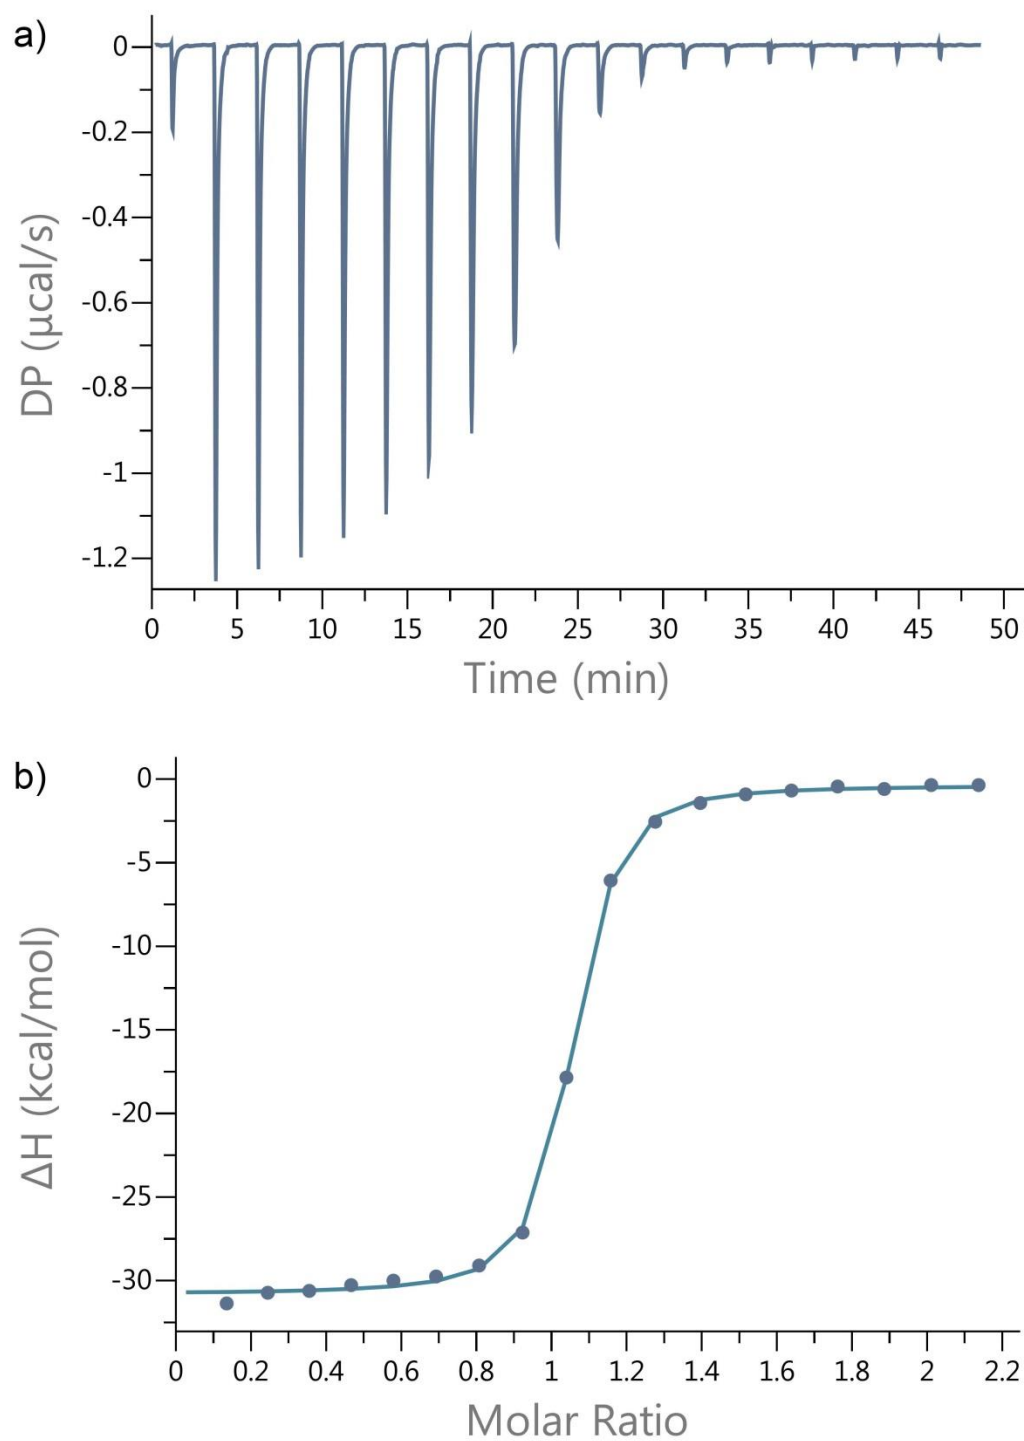 a)
0
-0.2
-0.4
-0.6
-0.8
-1
-1.2
DP (µcal/s)
0 5 10 15 20 25 30 35 40 45 50
Time (min)
b)
0
-5
-10
-15
-20
-25
-30
ΔH (kcal/mol)
0 0.2 0.4 0.6 0.8 1 1.2 1.4 1.6 1.8 2 2.2
Molar Ratio